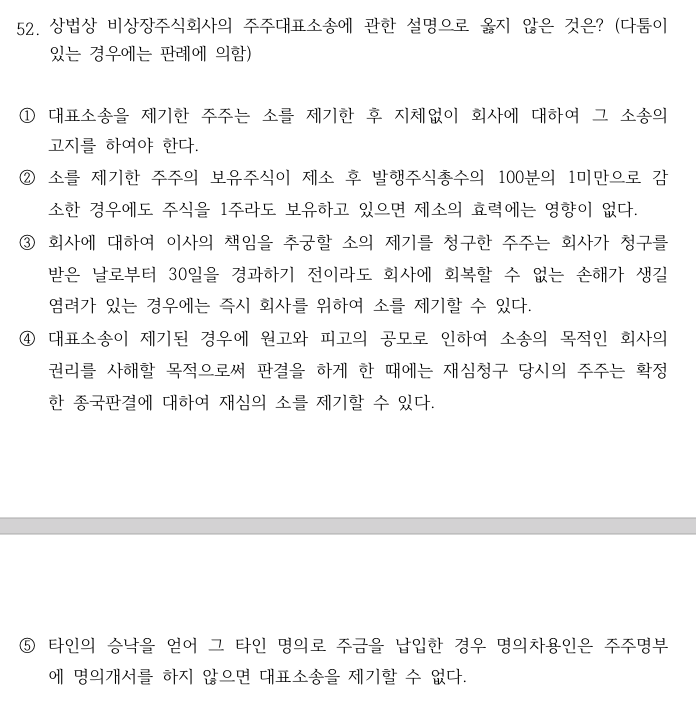 52. 상법상 비상장주식회사의 주주대표소송에 관한 설명으로 옳지 않은 것은? (다툼이
있는 경우에는 판례에 의함)
① 대표소송을 제기한 주주는 소를 제기한 후 지체없이 회사에 대하여 그 소송의
고지를 하여야 한다.
② 소를 제기한 주주의 보유주식이 제소 후 발행주식총수의 100분의 1미만으로 감
소한 경우에도 주식을 1주라도 보유하고 있으면 제소의 효력에는 영향이 없다.
③ 회사에 대하여 이사의 책임을 추궁할 소의 제기를 청구한 주주는 회사가 청구를
받은 날로부터 30일을 경과하기 전이라도 회사에 회복할 수 없는 손해가 생길
염려가 있는 경우에는 즉시 회사를 위하여 소를 제기할 수 있다.
④ 대표소송이 제기된 경우에 원고와 피고의 공모로 인하여 소송의 목적인 회사의
권리를 사해할 목적으로써 판결을 하게 한 때에는 재심청구 당시의 주주는 확정
한 종국판결에 대하여 재심의 소를 제기할 수 있다.
⑤ 타인의 승낙을 얻어 그 타인 명의로 주금을 납입한 경우 명의차용인은 주주명부
에 명의개서를 하지 않으면 대표소송을 제기할 수 없다.